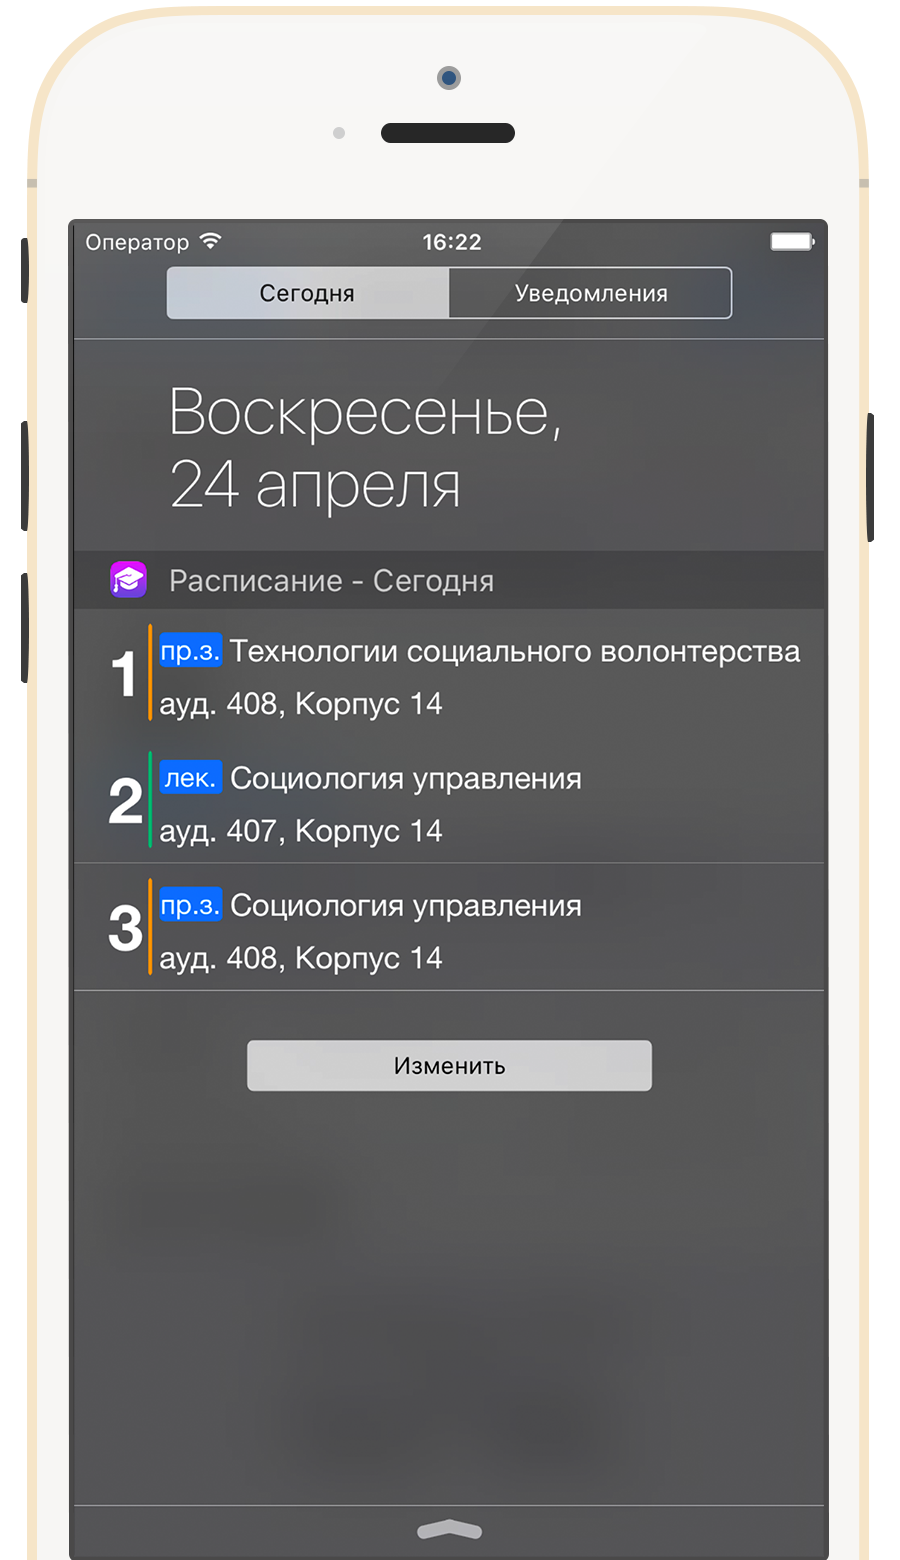 Оператор 16:22
Сегодня Уведомления
Воскресенье,
24 апреля
Расписание - Сегодня
1 пр.з. Технологии социального волонтерства
ауд. 408, Корпус 14
2 лек. Социология управления
ауд. 407, Корпус 14
3 пр.з. Социология управления
ауд. 408, Корпус 14
Изменить